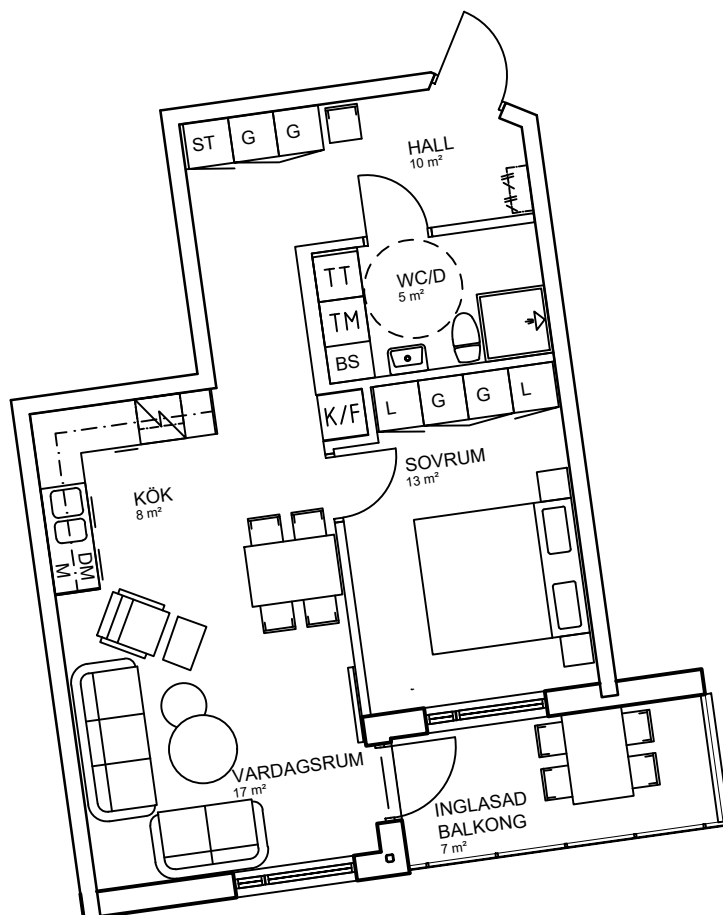 ST
G
G
HALL
10 m²
TT
WC/D
5 m²
TM
BS
K/F
L
G
G
L
SOVRUM
13 m²
KÖK
8 m²
DM
M
VARDAGSRUM
17 m²
INGLASAD
BALKONG
7 m²